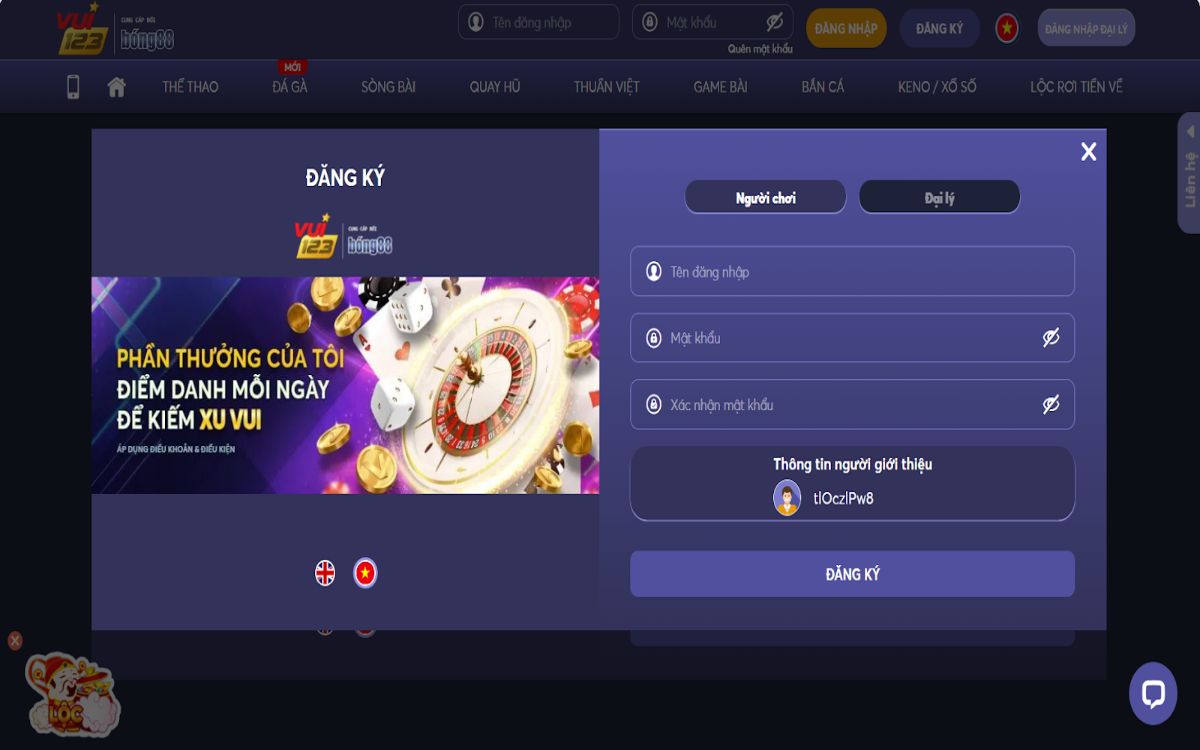 VUI 123
CUNG CẤP BỞI
bóng88
Tên đăng nhập
Mật khẩu
ĐĂNG NHẬP
ĐĂNG KÝ
ĐĂNG NHẬP ĐẠI LÝ
Quên mật khẩu
MỚI
THỂ THAO
ĐÁ GÀ
SÒNG BÀI
QUAY HŨ
THUẦN VIỆT
GAME BÀI
BẮN CÁ
KENO / XỔ SỐ
LỘC RƠI TIỀN VỀ
Liên hệ
ĐĂNG KÝ
VUI 123
CUNG CẤP BỞI
bóng88
PHẦN THƯỞNG CỦA TÔI
ĐIỂM DANH MỖI NGÀY
ĐỂ KIẾM XU VUI
ÁP DỤNG ĐIỀU KHOẢN & ĐIỀU KIỆN
X
Người chơi
Đại lý
Tên đăng nhập
Mật khẩu
Xác nhận mật khẩu
Thông tin người giới thiệu
tlOczlPw8
ĐĂNG KÝ
LỘC